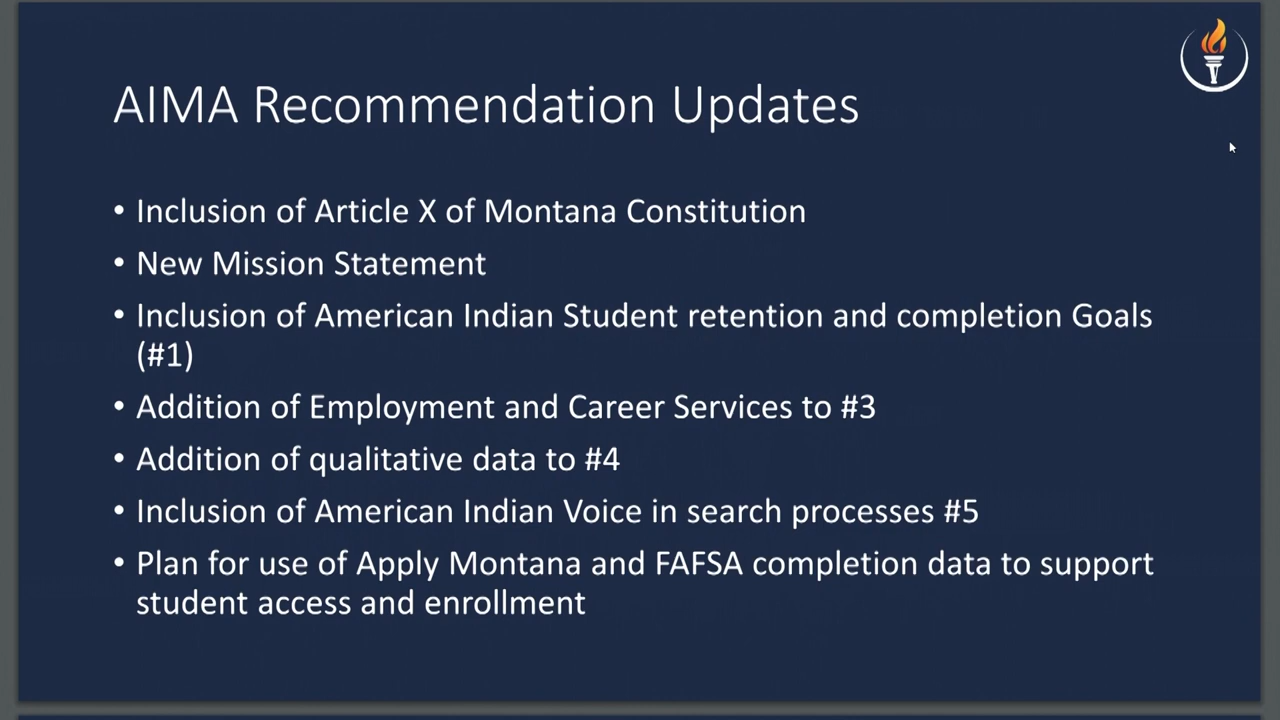 AIMA Recommendation Updates
• Inclusion of Article X of Montana Constitution
• New Mission Statement
• Inclusion of American Indian Student retention and completion Goals
(#1)
• Addition of Employment and Career Services to #3
• Addition of qualitative data to #4
• Inclusion of American Indian Voice in search processes #5
• Plan for use of Apply Montana and FAFSA completion data to support
student access and enrollment